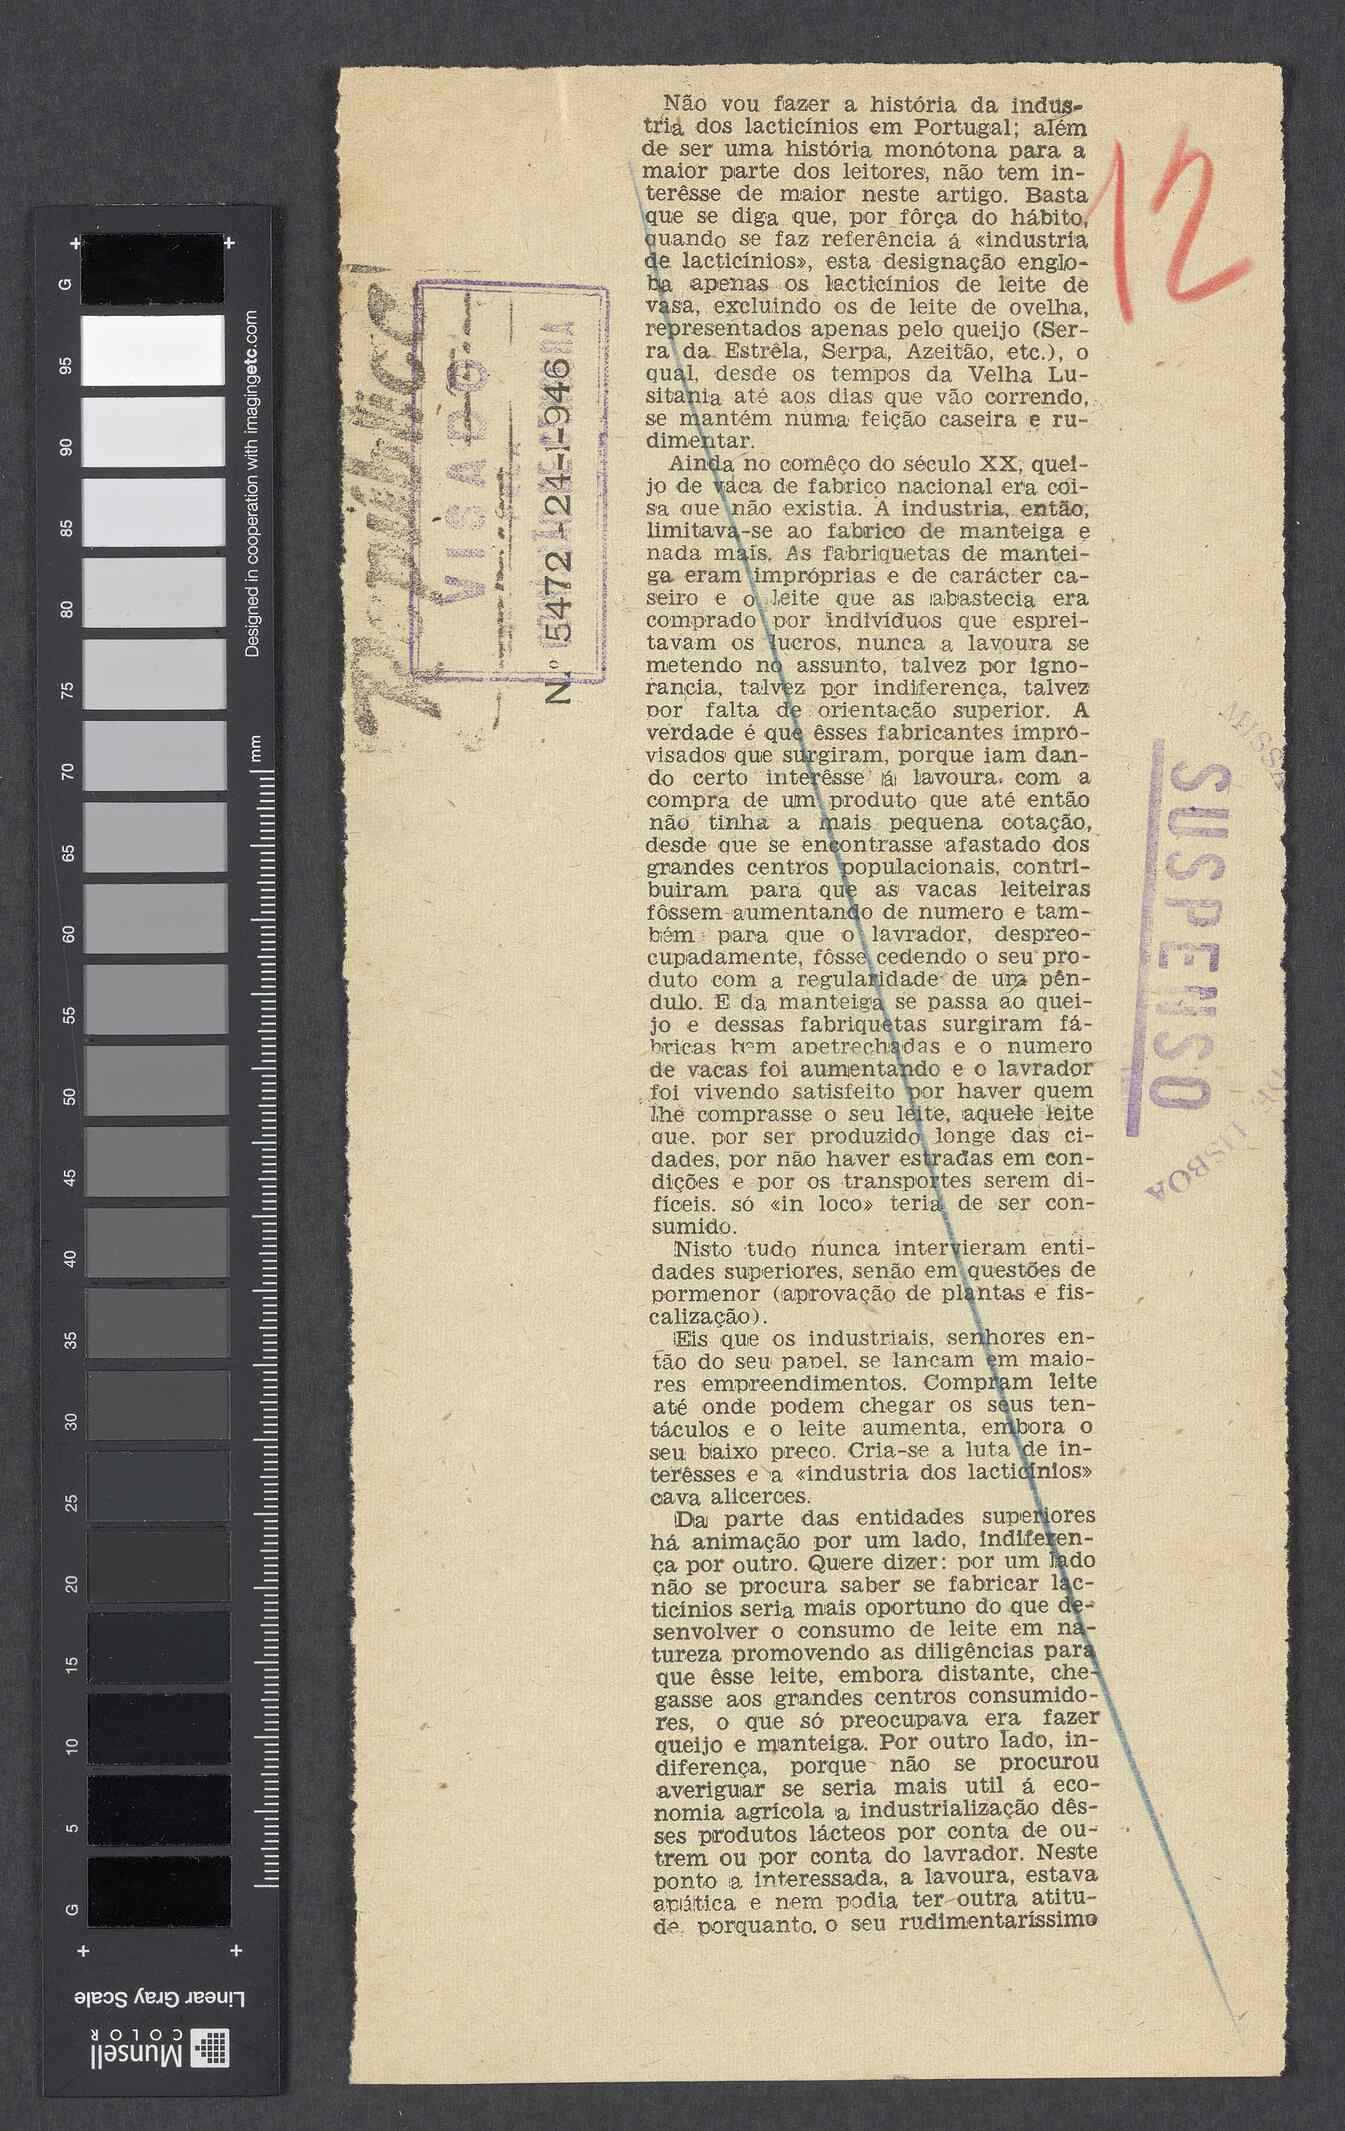 Não vou fazer a história da indus-
tria dos lacticínios em Portugal; além
de ser uma história monótona para a
maior parte dos leitores, não tem in-
terêsse de maior neste artigo. Basta
que se diga que, por fôrça do hábito,
quando se faz referência á «industria
de lacticínios», esta designação englo-
ba apenas os lacticínios de leite de
vasa, excluindo os de leite de ovelha,
representados apenas pelo queijo (Ser-
ra da Estrêla, Serpa, Azeitão, etc.), o
qual, desde os tempos da Velha Lu-
sitania até aos dias que vão correndo,
se mantém numa feição caseira e ru-
dimentar.
Ainda no comêço do século XX, quei-
jo de vaca de fabrico nacional era coi-
sa que não existia. A industria, então,
limitava-se ao fabrico de manteiga e
nada mais. As fabriquetas de mantei-
ga eram impróprias e de carácter ca-
seiro e o leite que as abastecia era
comprado por indivíduos que esprei-
tavam os lucros, nunca a lavoura se
metendo no assunto, talvez por igno-
rancia, talvez por indiferença, talvez
por falta de orientação superior. A
verdade é que êsses fabricantes impro-
visados que surgiram, porque iam dan-
do certo interêsse á lavoura. com a
compra de um produto que até então
não tinha a mais pequena cotação,
desde que se encontrasse afastado dos
grandes centros populacionais, contri-
buiram para que as vacas leiteiras
fôssem aumentando de numero e tam-
bém para que o lavrador, despreo-
cupadamente, fôsse cedendo o seu pro-
duto com a regularidade de um pên-
dulo. E da manteiga se passa ao quei-
jo e dessas fabriquetas surgiram fá-
bricas bem apetrechadas e o numero
de vacas foi aumentando e o lavrador
foi vivendo satisfeito por haver quem
lhe comprasse o seu leite, aquele leite
que. por ser produzido longe das ci-
dades, por não haver estradas em con-
dições e por os transportes serem di-
fíceis. só «in loco» teria de ser con-
sumido.
Nisto tudo nunca intervieram enti-
dades superiores, senão em questões de
pormenor (aprovação de plantas e fis-
calização).
Eis que os industriais, senhores en-
tão do seu papel, se lançam em maio-
res empreendimentos. Compram leite
até onde podem chegar os seus ten-
táculos e o leite aumenta, embora o
seu baixo preço. Cria-se a luta de in-
terêsses e a «industria dos lacticínios»
cava alicerces.
Da parte das entidades superiores
há animação por um lado, indiferen-
ça por outro. Quere dizer: por um lado
não se procura saber se fabricar lac-
ticínios seria mais oportuno do que de-
senvolver o consumo de leite em na-
tureza promovendo as diligências para
que êsse leite, embora distante, che-
gasse aos grandes centros consumido-
res, o que só preocupava era fazer
queijo e manteiga. Por outro lado, in-
diferença, porque não se procurou
averiguar se seria mais util á eco-
nomia agrícola a industrialização dês-
ses produtos lácteos por conta de ou-
trem ou por conta do lavrador. Neste
ponto a interessada, a lavoura, estava
apática e nem podia ter outra atitu-
de, porquanto, o seu rudimentaríssimo
12
República
VISADO
N.º 5472 -24-1-946
SUSPENSO
LISBOA
Designed in cooperation with imagingetc.com
mm
G
95
90
85
80
75
70
65
60
55
50
45
40
35
30
25
20
15
10
5
G
Linear Gray Scale
Munsell
COLOR